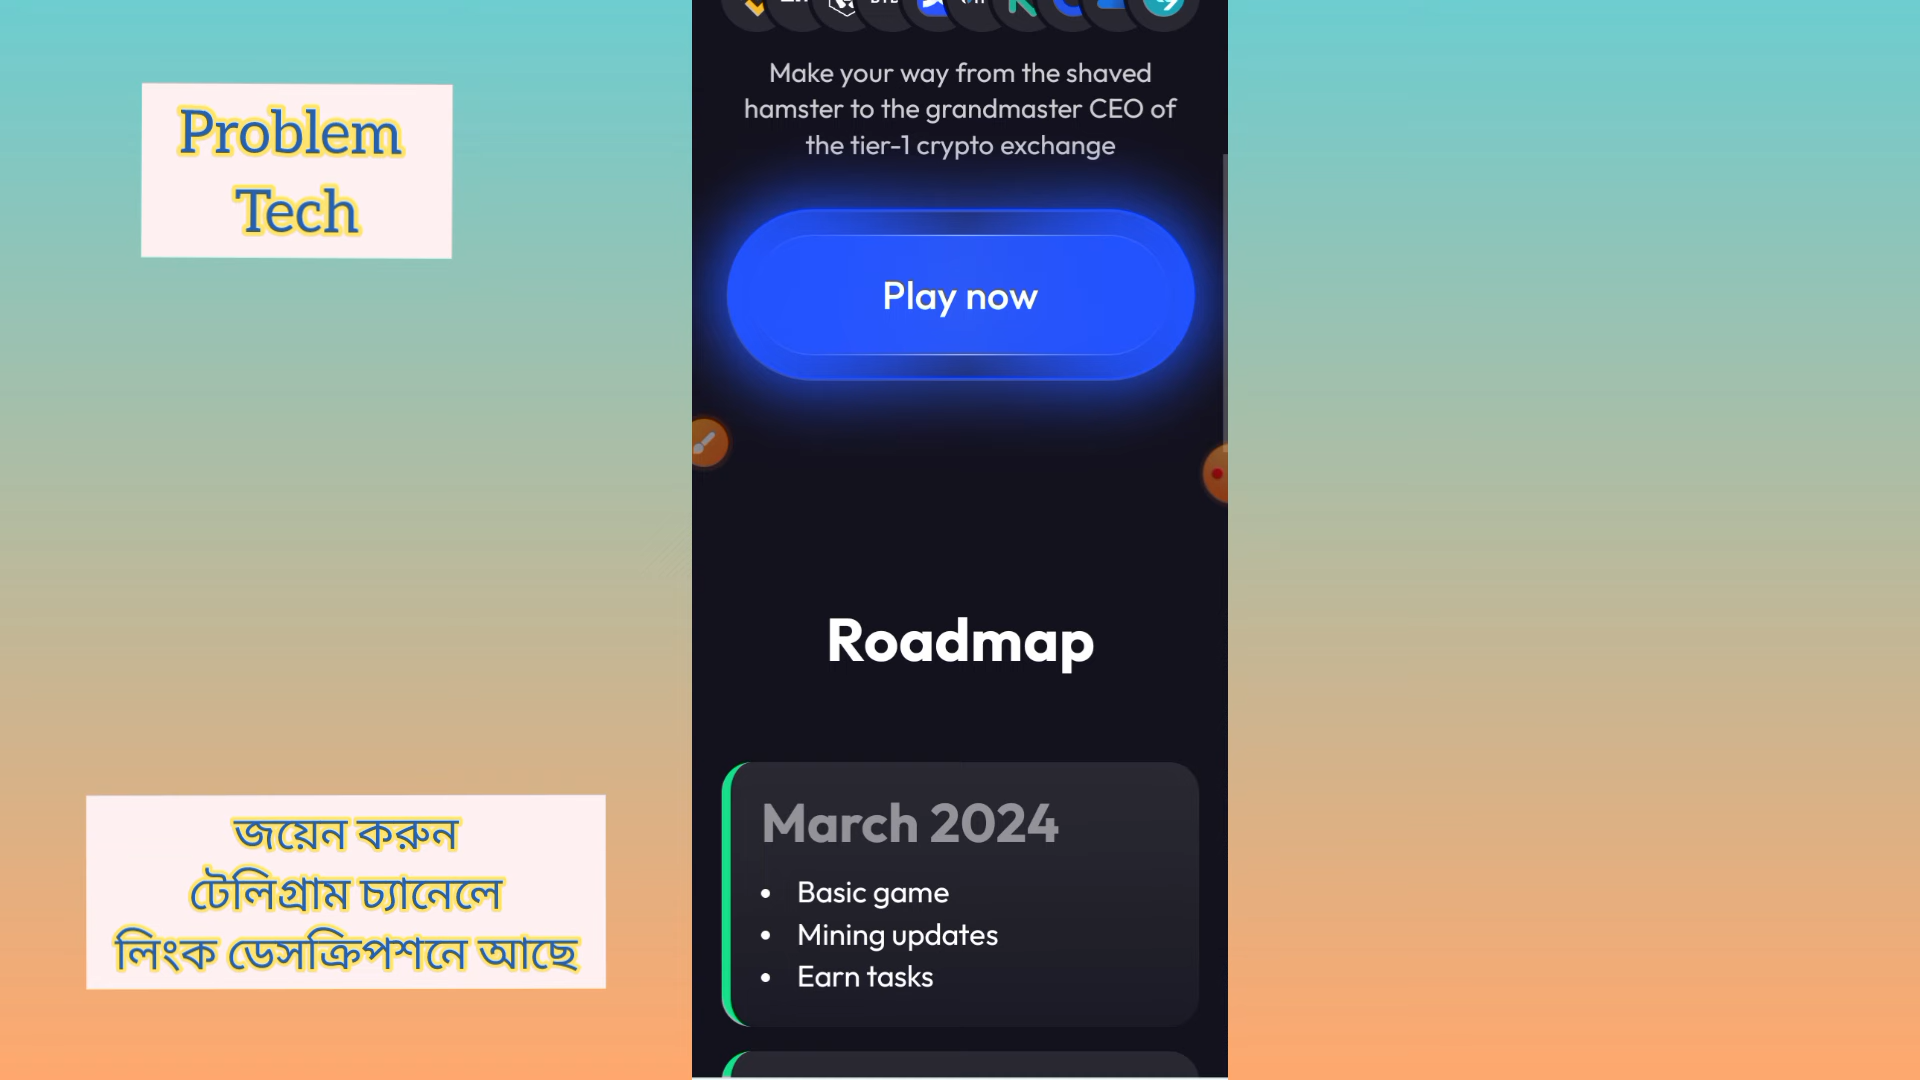 Problem
Tech
Make your way from the shaved
hamster to the grandmaster CEO of
the tier-1 crypto exchange
Play now
Roadmap
March 2024
• Basic game
• Mining updates
• Earn tasks
জয়েন করুন
টেলিগ্রাম চ্যানেলে
লিংক ডেসক্রিপশনে আছে